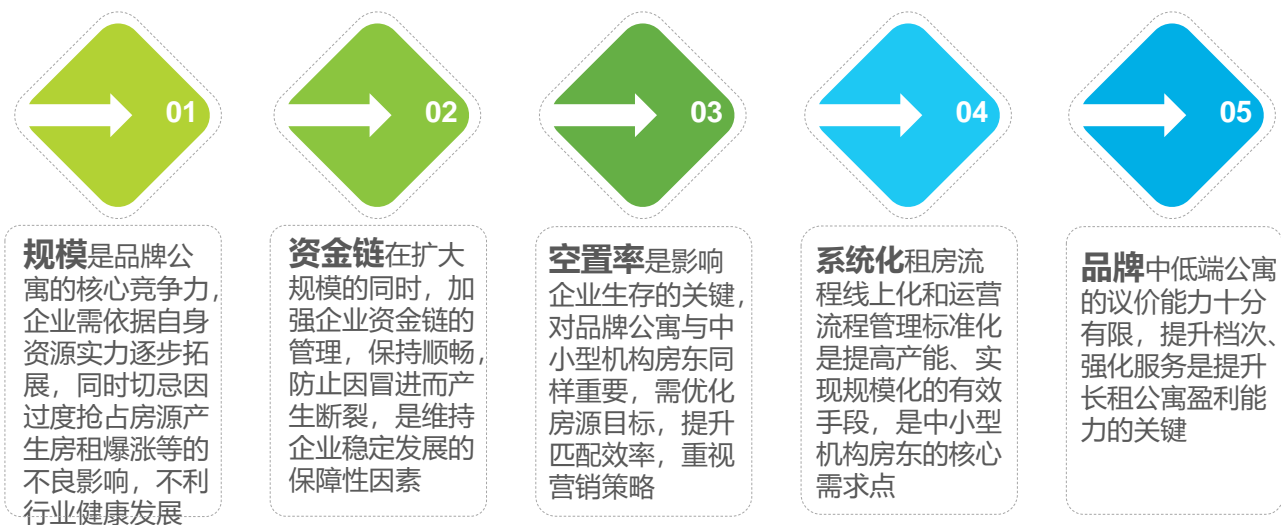 01
02
03
04
05
规模是品牌公
寓的核心竞争力，
企业需依据自身
资源实力逐步拓
展，同时切忌因
过度抢占房源产
生房租爆涨等的
不良影响，不利
行业健康发展
资金链在扩大
规模的同时，加
强企业资金链的
管理，保持顺畅，
防止因冒进而产
生断裂，是维持
企业稳定发展的
保障性因素
空置率是影响
企业生存的关键，
对品牌公寓与中
小型机构房东同
样重要，需优化
房源目标，提升
匹配效率，重视
营销策略
系统化租房流
程线上化和运营
流程管理标准化
是提高产能、实
现规模化的有效
手段，是中小型
机构房东的核心
需求点
品牌中低端公寓
的议价能力十分
有限，提升档次、
强化服务是提升
长租公寓盈利能
力的关键